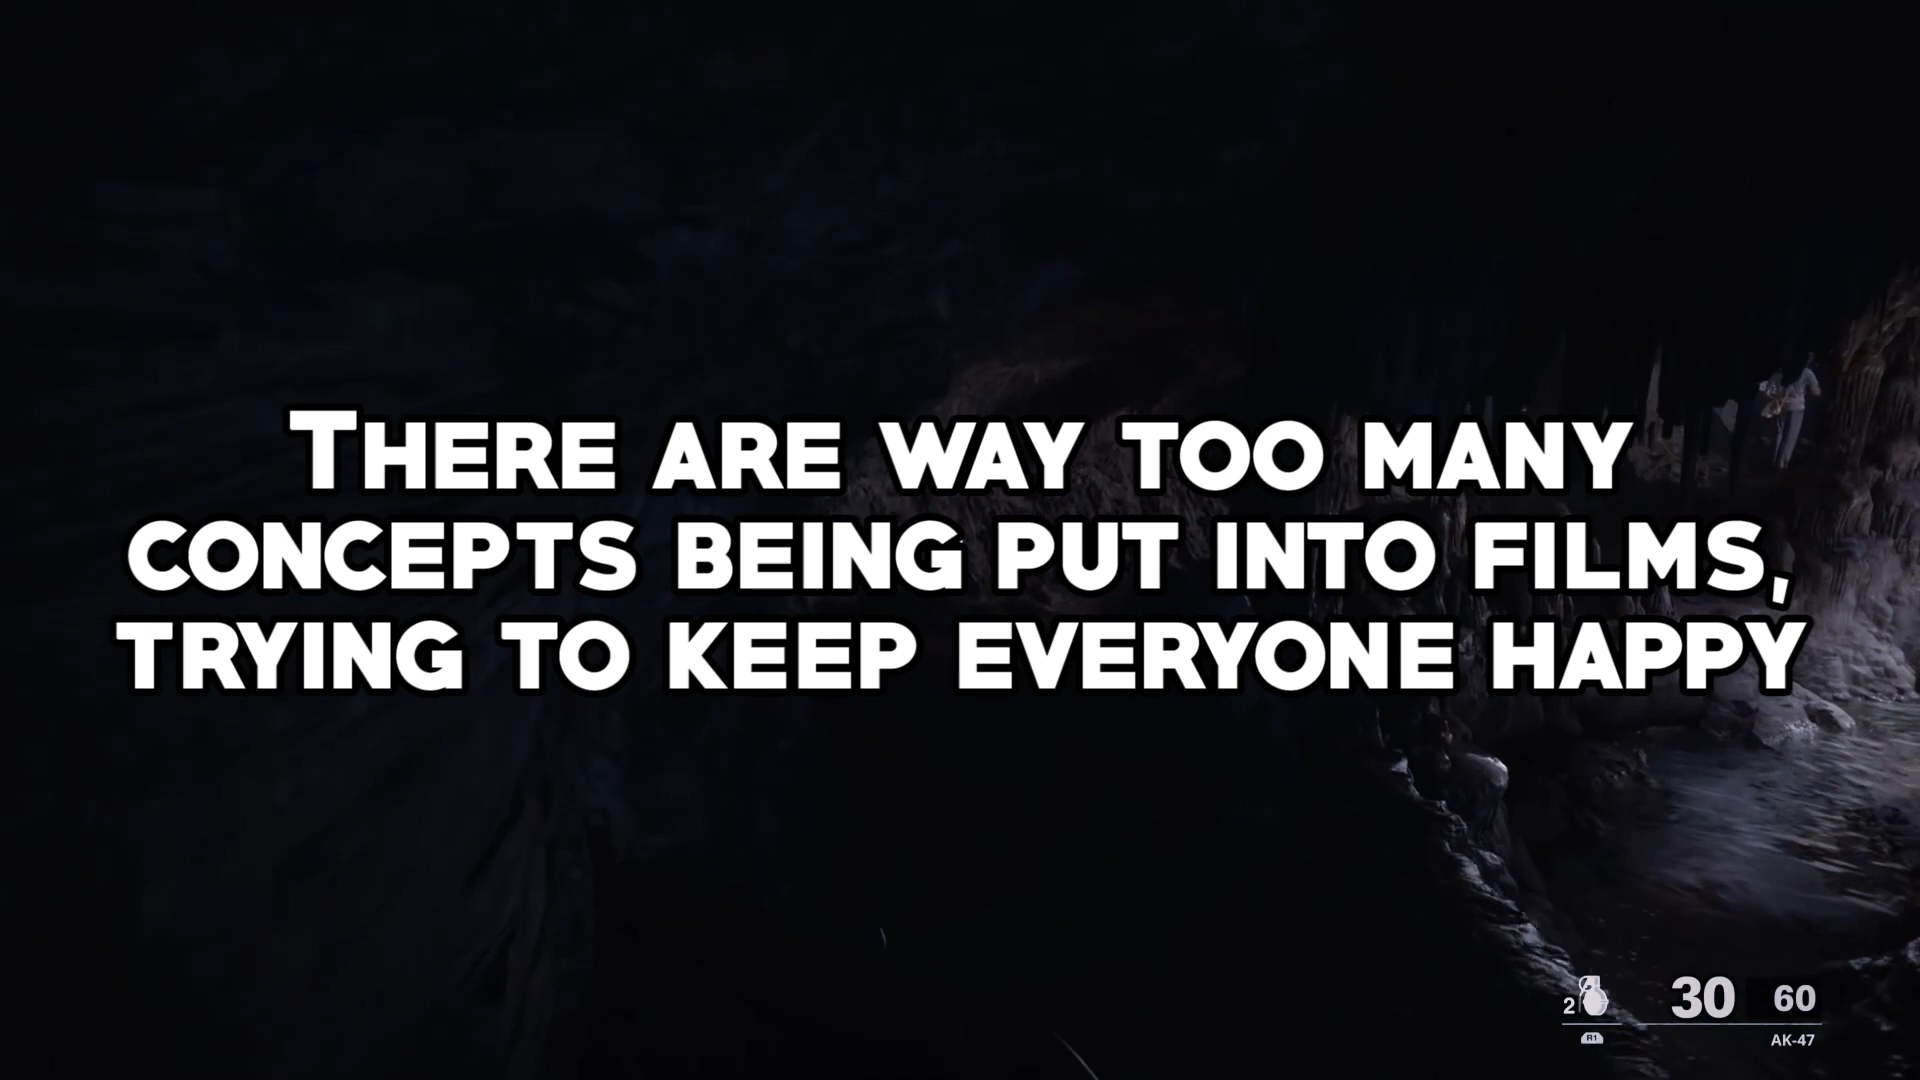 There are way too many
concepts being put into films,
trying to keep everyone happy
2
30 60
R1
AK-47